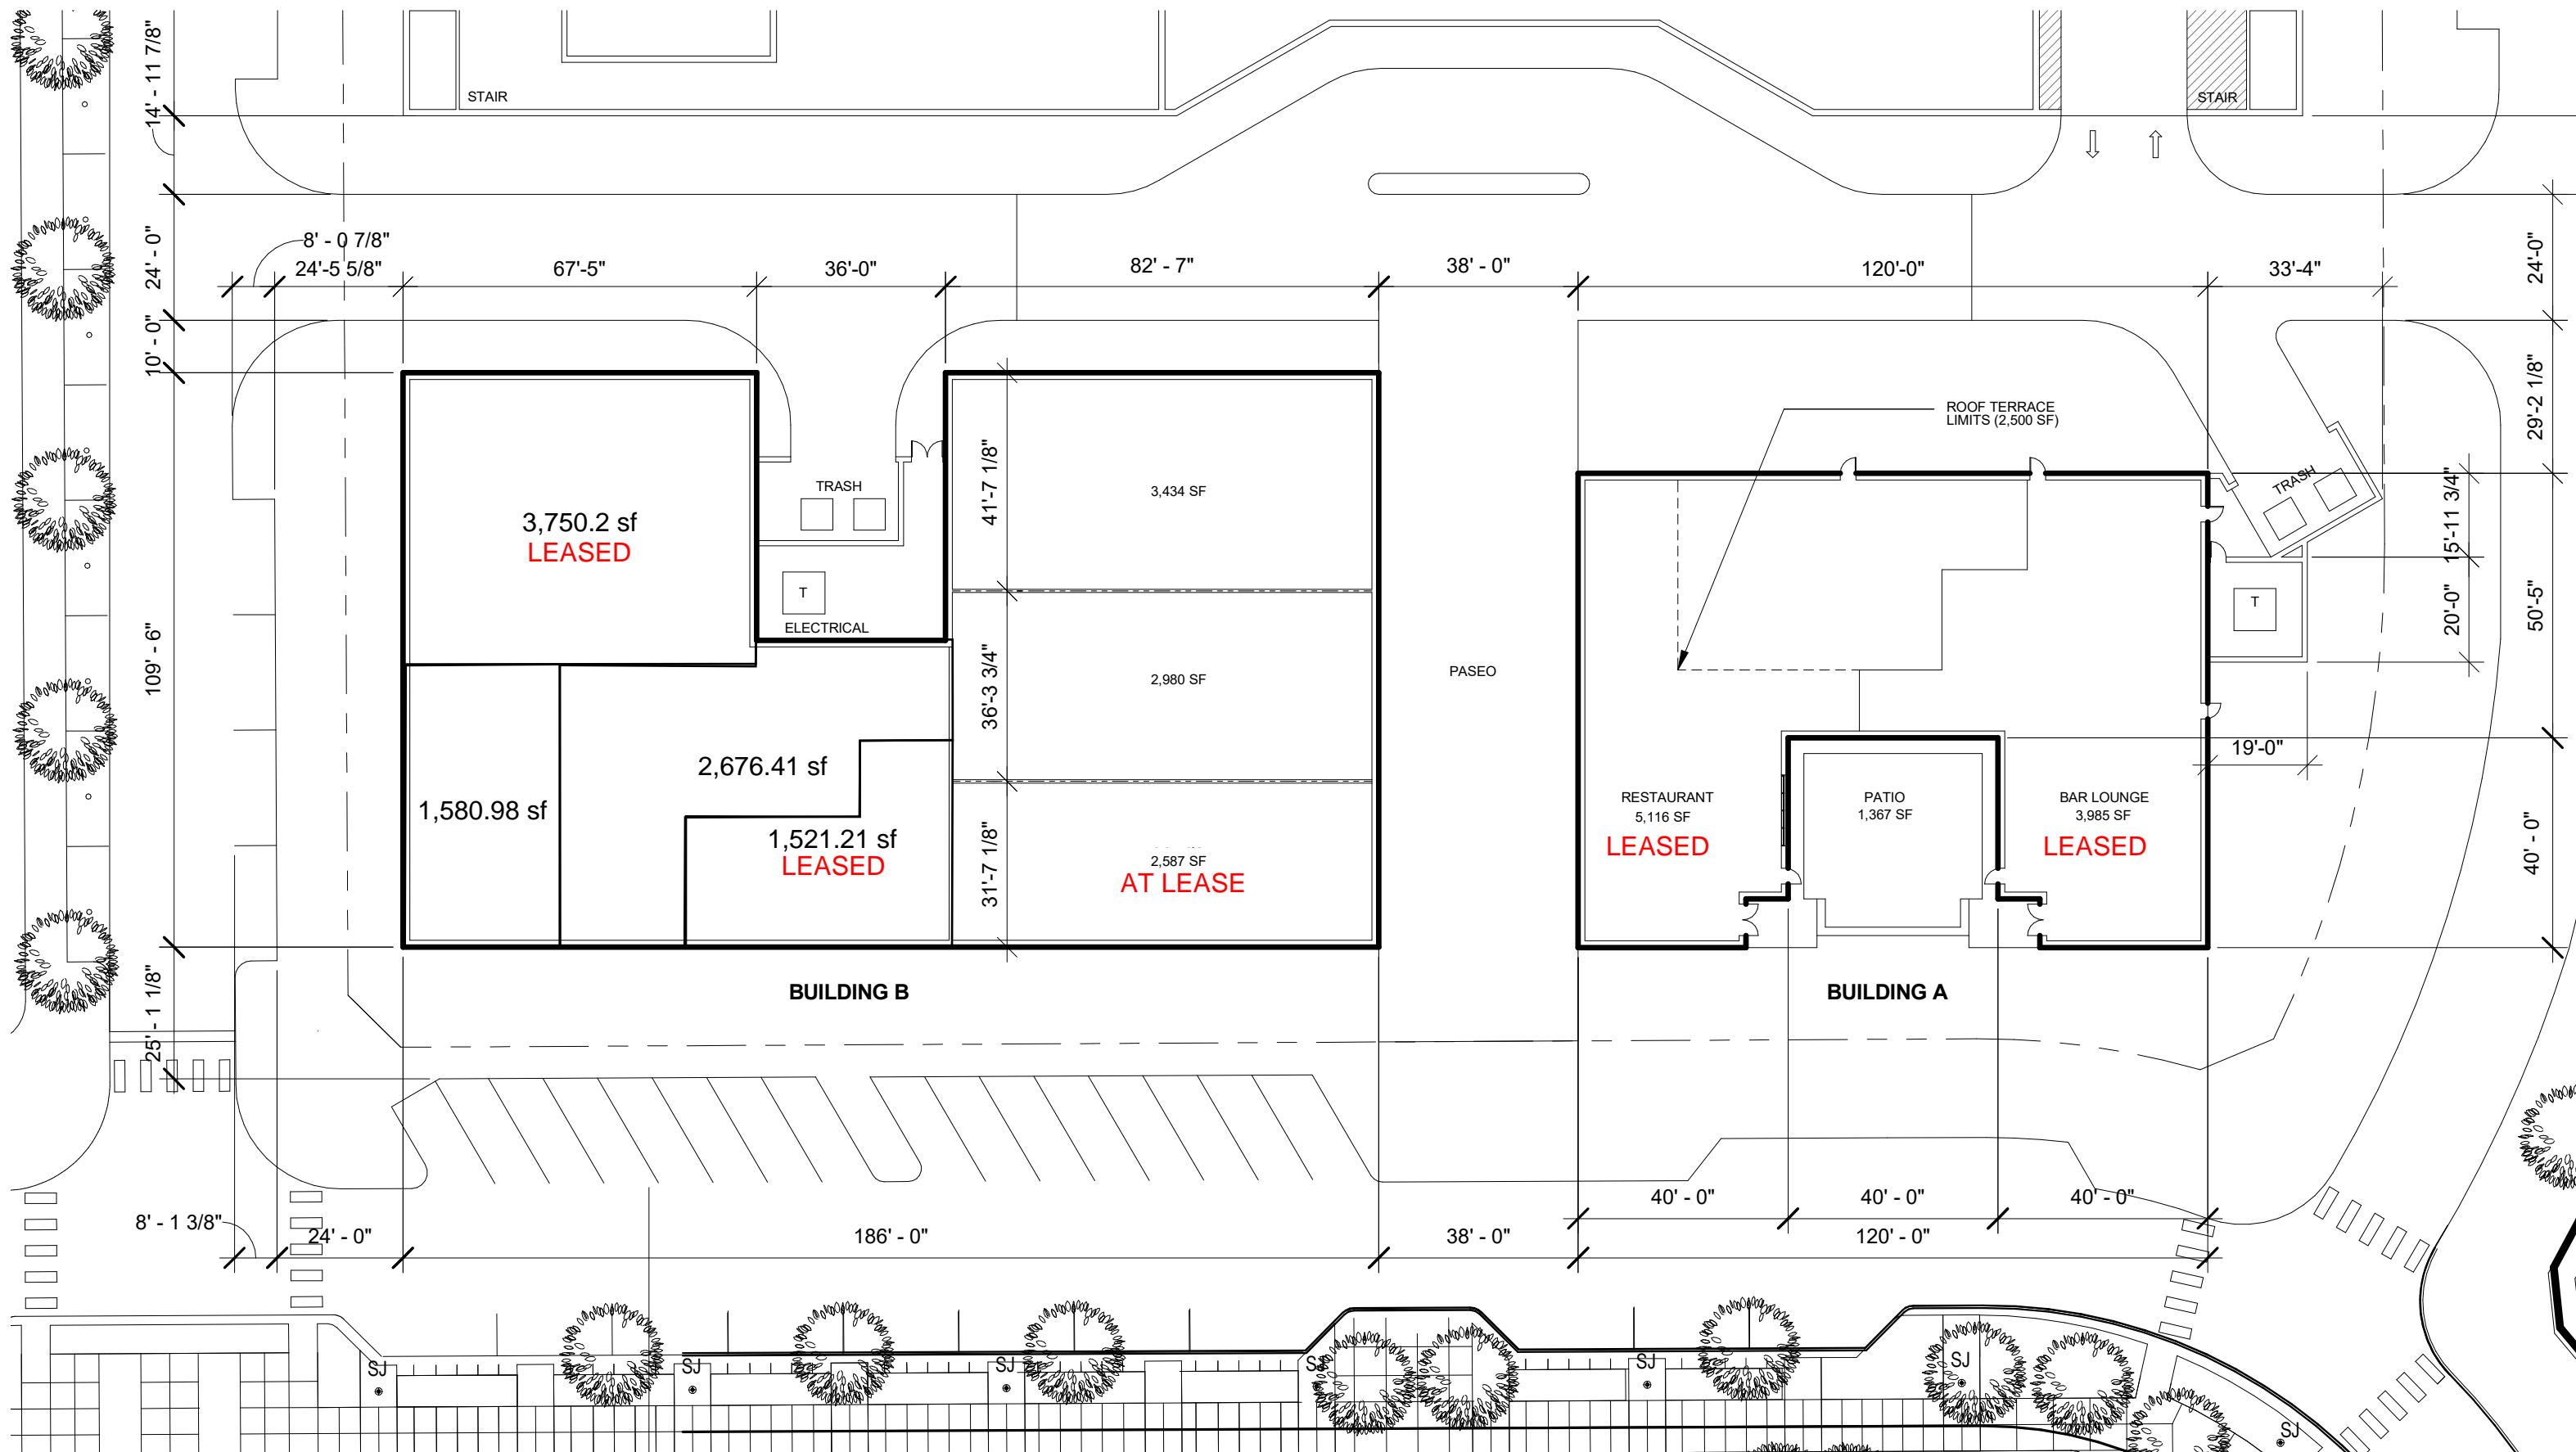 14' - 11 7/8"
STAIR
STAIR
24' - 0"
8' - 0 7/8"
24'-5 5/8"
67'-5"
36'-0"
82' - 7"
38' - 0"
120'-0"
33'-4"
24'-0"
10' - 0"
29'-2 1/8"
ROOF TERRACE
LIMITS (2,500 SF)
41'-7 1/8"
TRASH
3,434 SF
TRASH
15'-11 3/4"
3,750.2 sf
LEASED
T
ELECTRICAL
T
20'-0"
50'-5"
109' - 6"
36'-3 3/4"
2,980 SF
PASEO
19'-0"
2,676.41 sf
1,580.98 sf
1,521.21 sf
LEASED
31'-7 1/8"
2,587 SF
AT LEASE
RESTAURANT
5,116 SF
LEASED
PATIO
1,367 SF
BAR LOUNGE
3,985 SF
LEASED
40' - 0"
25' - 1 1/8"
BUILDING B
BUILDING A
40' - 0"
40' - 0"
40' - 0"
8' - 1 3/8"
24' - 0"
186' - 0"
38' - 0"
120' - 0"
SJ
SJ
SJ
SJ
SJ
SJ